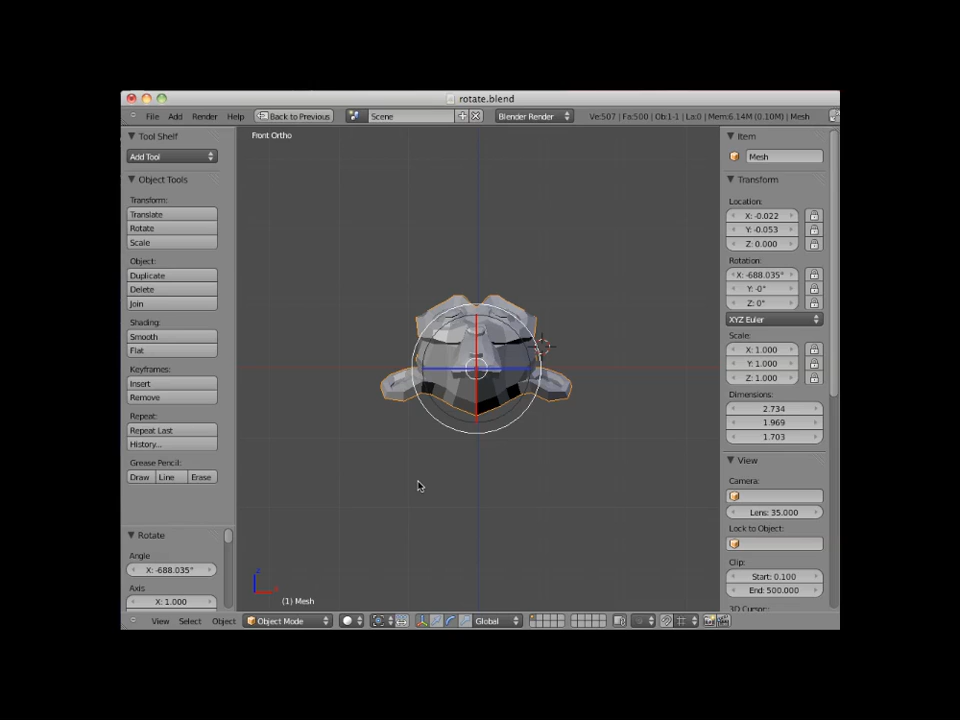 rotate.blend
File Add Render Help Back to Previous Scene Blender Render Ve:507 | Fa:500 | Ob:1-1 | La:0 | Mem:6.14M (0.10M) | Mesh
Tool Shelf
Add Tool
Object Tools
Transform:
Translate
Rotate
Scale
Object:
Duplicate
Delete
Join
Shading:
Smooth
Flat
Keyframes:
Insert
Remove
Repeat:
Repeat Last
History...
Grease Pencil:
Draw Line Erase
Rotate
Angle
X: -688.035°
Axis
X: 1.000
Front Ortho
z
x
(1) Mesh
Item
Mesh
Transform
Location:
X: -0.022
Y: -0.053
Z: 0.000
Rotation:
X: -688.035°
Y: -0°
Z: 0°
XYZ Euler
Scale:
X: 1.000
Y: 1.000
Z: 1.000
Dimensions:
2.734
1.969
1.703
View
Camera:
Lens: 35.000
Lock to Object:
Clip:
Start: 0.100
End: 500.000
3D Cursor:
View Select Object Object Mode Global